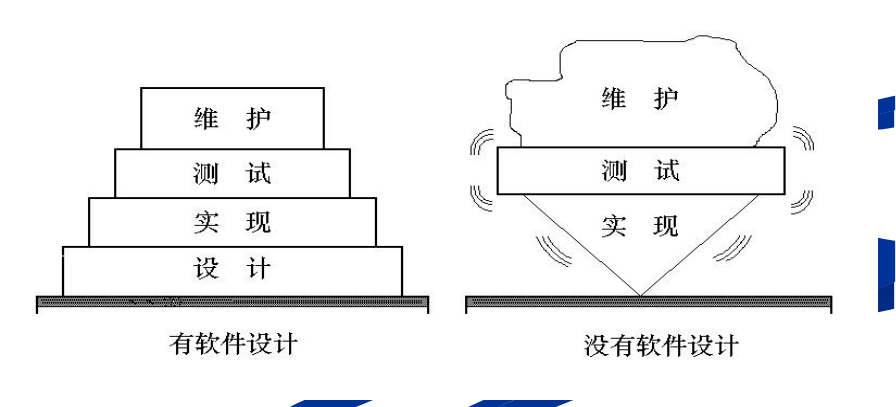 维 护
测 试
实 现
设 计
有软件设计
维 护
测 试
实 现
没有软件设计